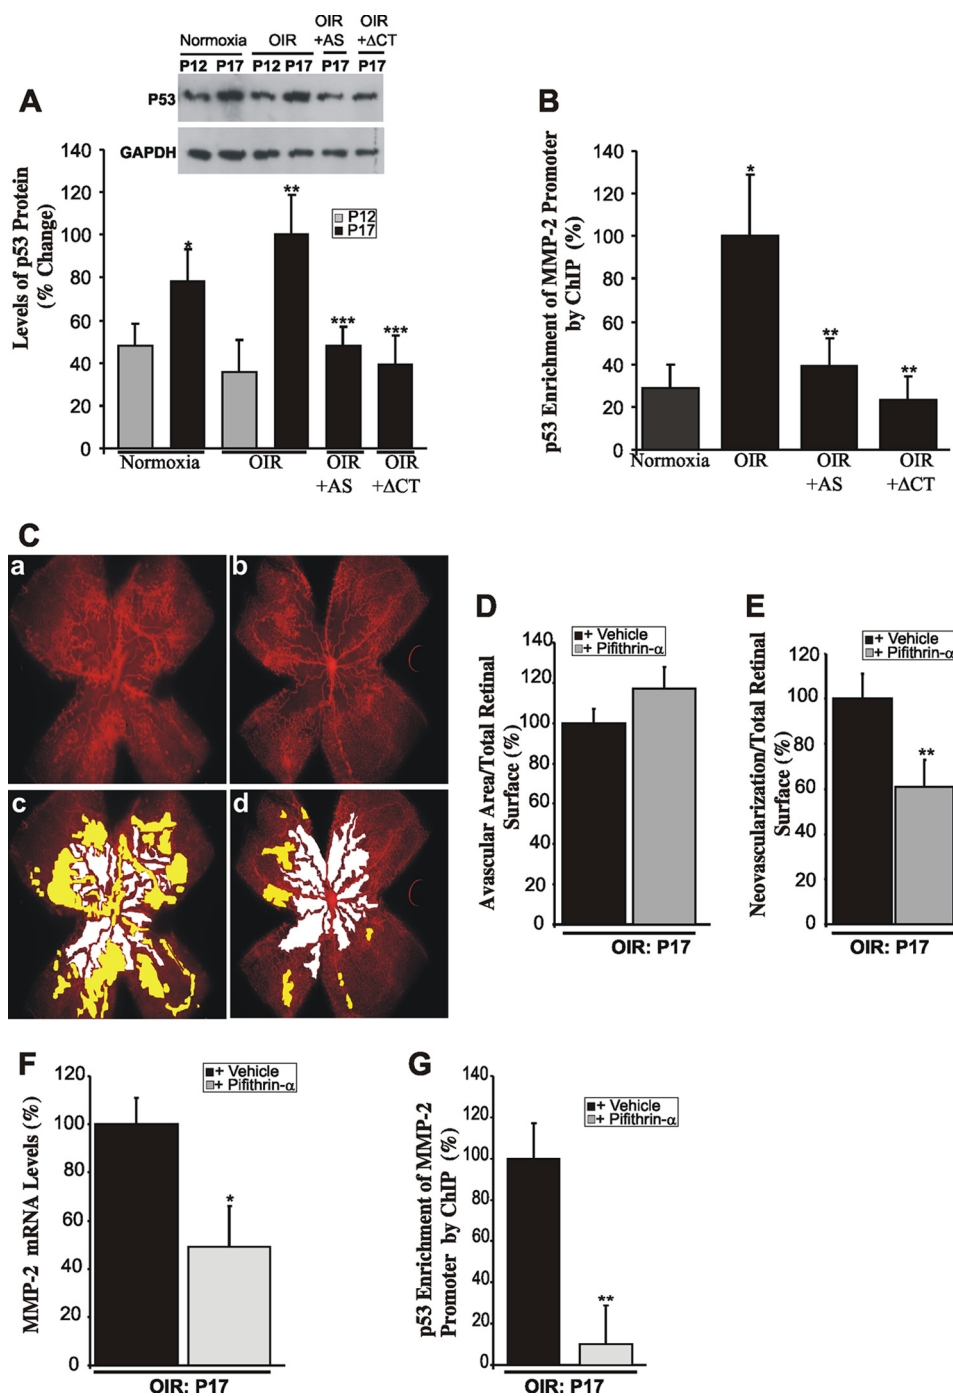 OIR OIR
Normoxia OIR +AS +ΔCT
P12 P17 P12 P17 P17 P17
A
P53
GAPDH
Levels of p53 Protein
(% Change)
140
120
100
80
60
40
20
0
*
**
***
***
P12
P17
Normoxia OIR OIR OIR
+AS +ΔCT
B
p53 Enrichment of MMP-2 Promoter
by ChIP (%)
140
120
100
80
60
40
20
0
*
**
**
Normoxia OIR OIR OIR
+AS +ΔCT
C
a b
c d
D
Avascular Area/Total Retinal
Surface (%)
140
120
100
80
60
40
20
0
+ Vehicle
+ Pifithrin-α
OIR: P17
E
Neovascularization/Total Retinal
Surface (%)
120
100
80
60
40
20
0
+ Vehicle
+ Pifithrin-α
**
OIR: P17
F
MMP-2 mRNA Levels (%)
120
100
80
60
40
20
0
+ Vehicle
+ Pifithrin-α
*
OIR: P17
G
p53 Enrichment of MMP-2
Promoter by ChIP (%)
140
120
100
80
60
40
20
0
+ Vehicle
+ Pifithrin-α
**
OIR: P17